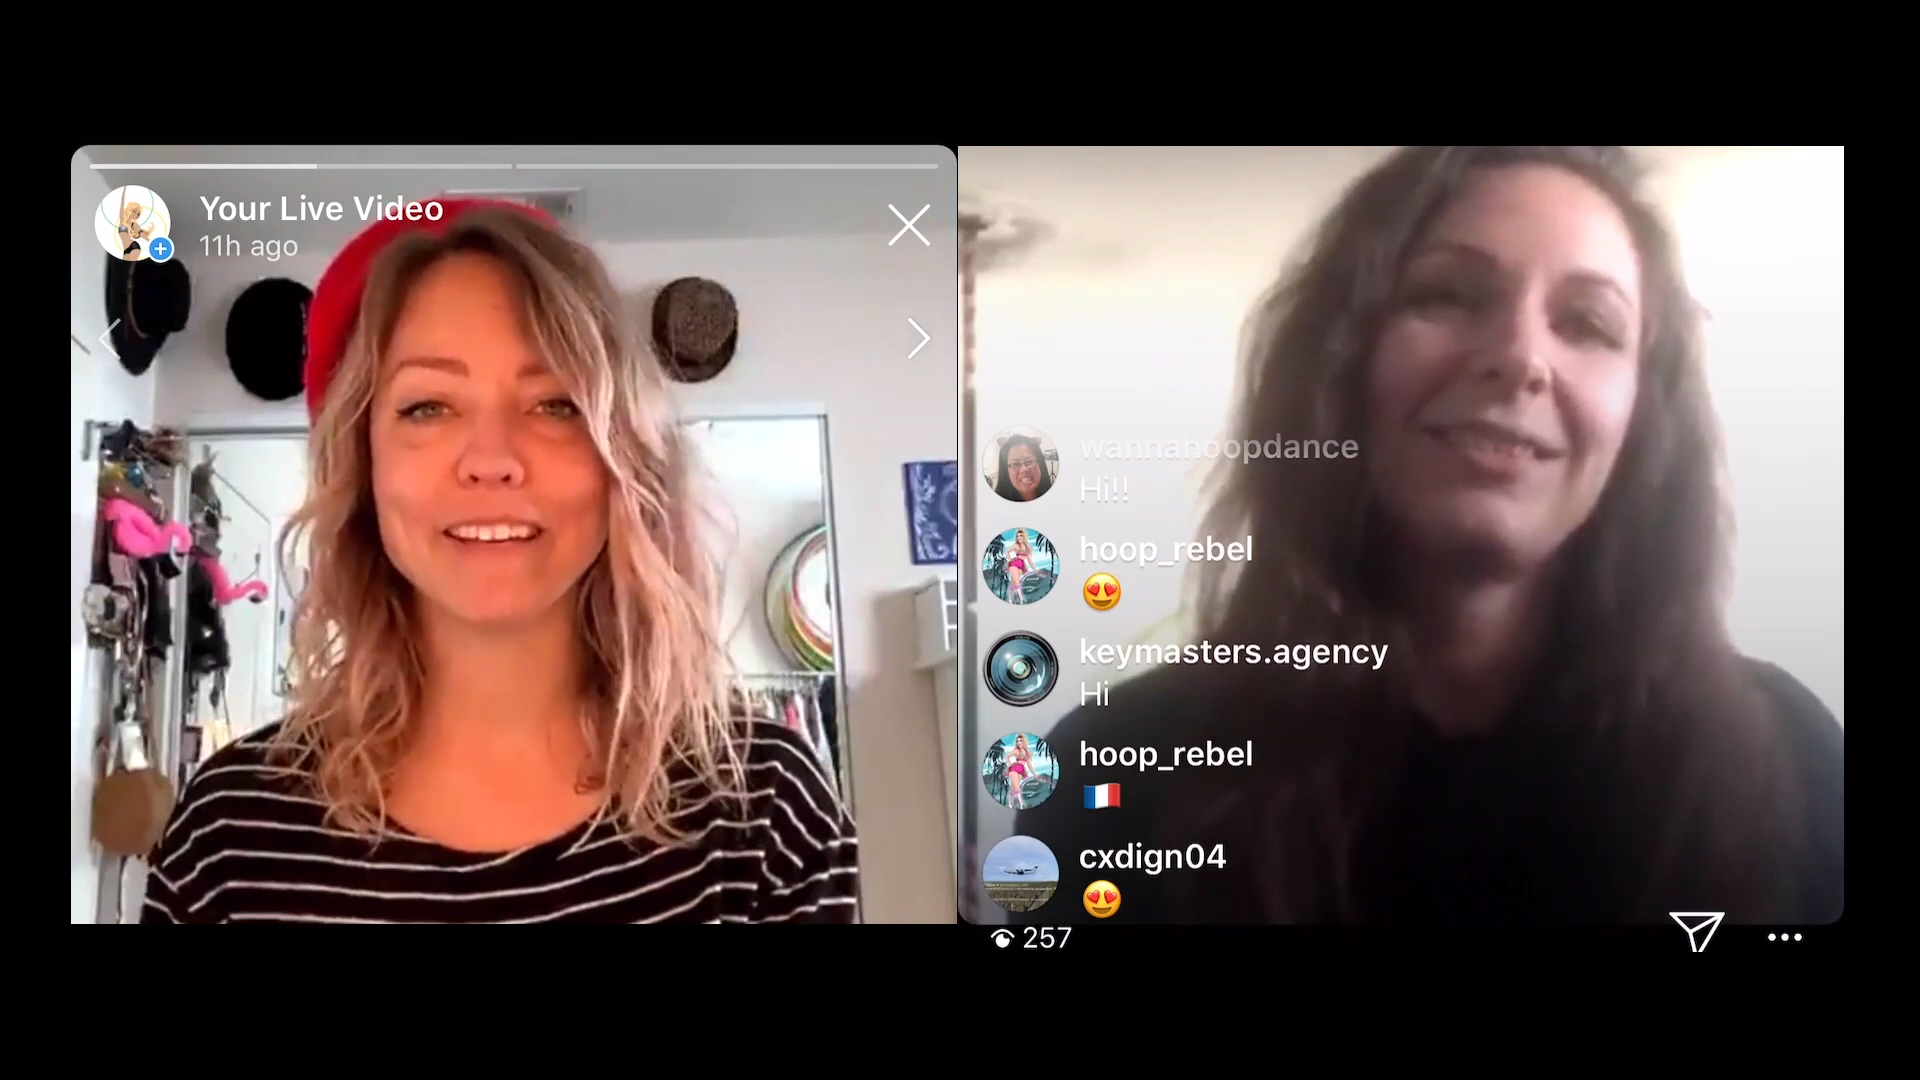 Your Live Video
11h ago
wannahoopdance
Hi!!
hoop_rebel
😍
keymasters.agency
Hi
hoop_rebel
🇫🇷
cxdign04
😍
257